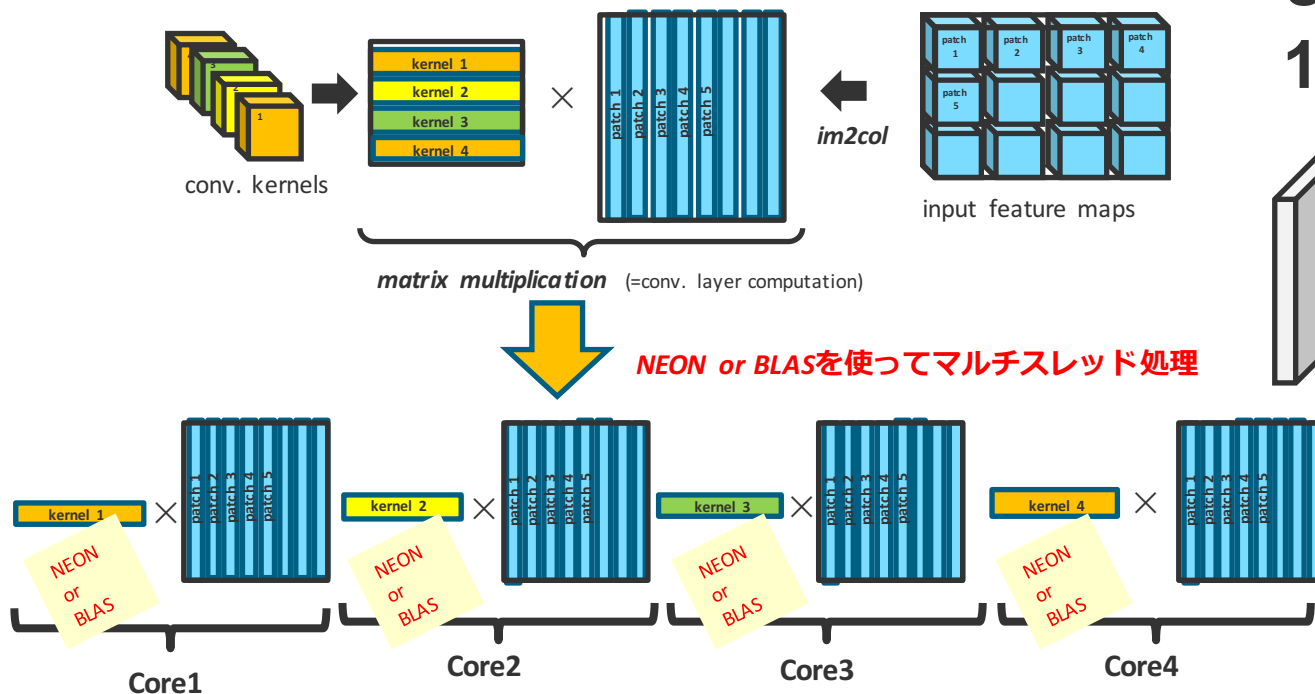 3
2
1
conv. kernels
kernel 1
kernel 2
kernel 3
kernel 4
×
patch 1
patch 2
patch 3
patch 4
patch 5
im2col
patch
1
patch
2
patch
3
patch
4
patch
5
input feature maps
1
matrix multiplication (=conv. layer computation)
NEON or BLASを使ってマルチスレッド処理
kernel 1
×
patch 1
patch 2
patch 3
patch 4
patch 5
NEON
or
BLAS
Core1
kernel 2
×
patch 1
patch 2
patch 3
patch 4
patch 5
NEON
or
BLAS
Core2
kernel 3
×
patch 1
patch 2
patch 3
patch 4
patch 5
NEON
or
BLAS
Core3
kernel 4
×
patch 1
patch 2
patch 3
patch 4
patch 5
NEON
or
BLAS
Core4